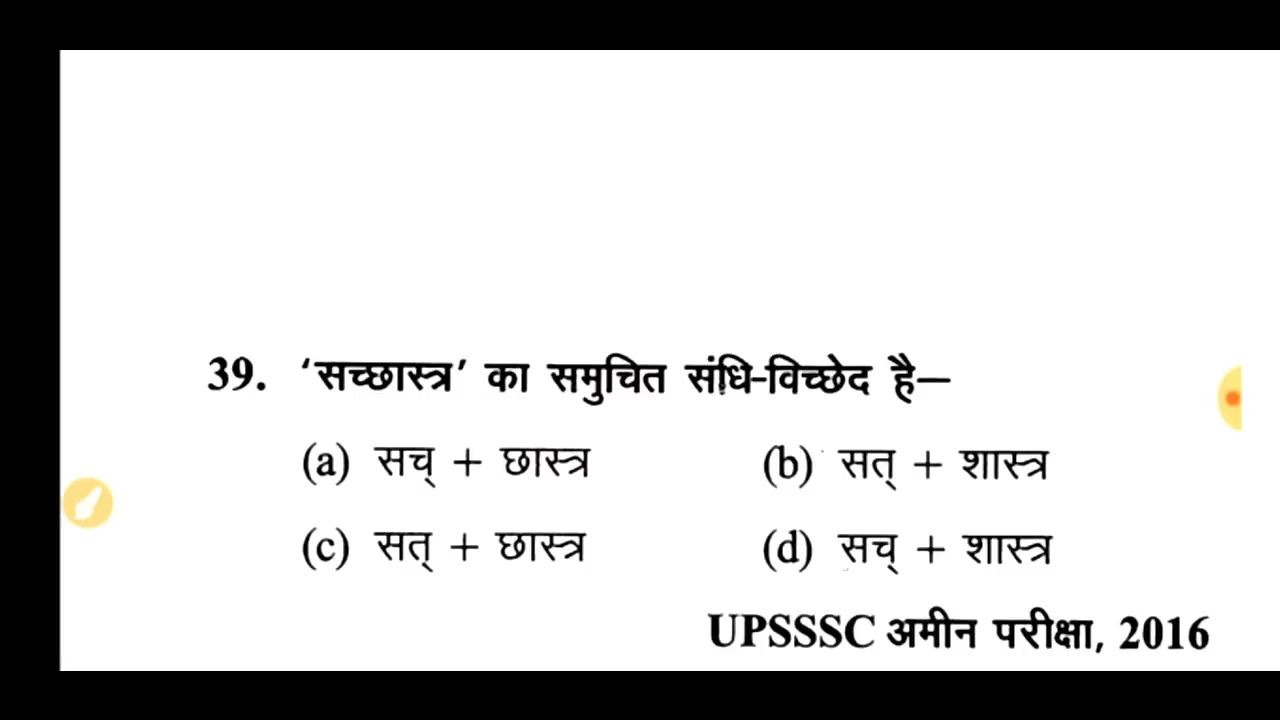 39. ‘सच्छास्त्र’ का समुचित संधि-विच्छेद है—
(a) सच् + छास्त्र (b) सत् + शास्त्र
(c) सत् + छास्त्र (d) सच् + शास्त्र
UPSSSC अमीन परीक्षा, 2016